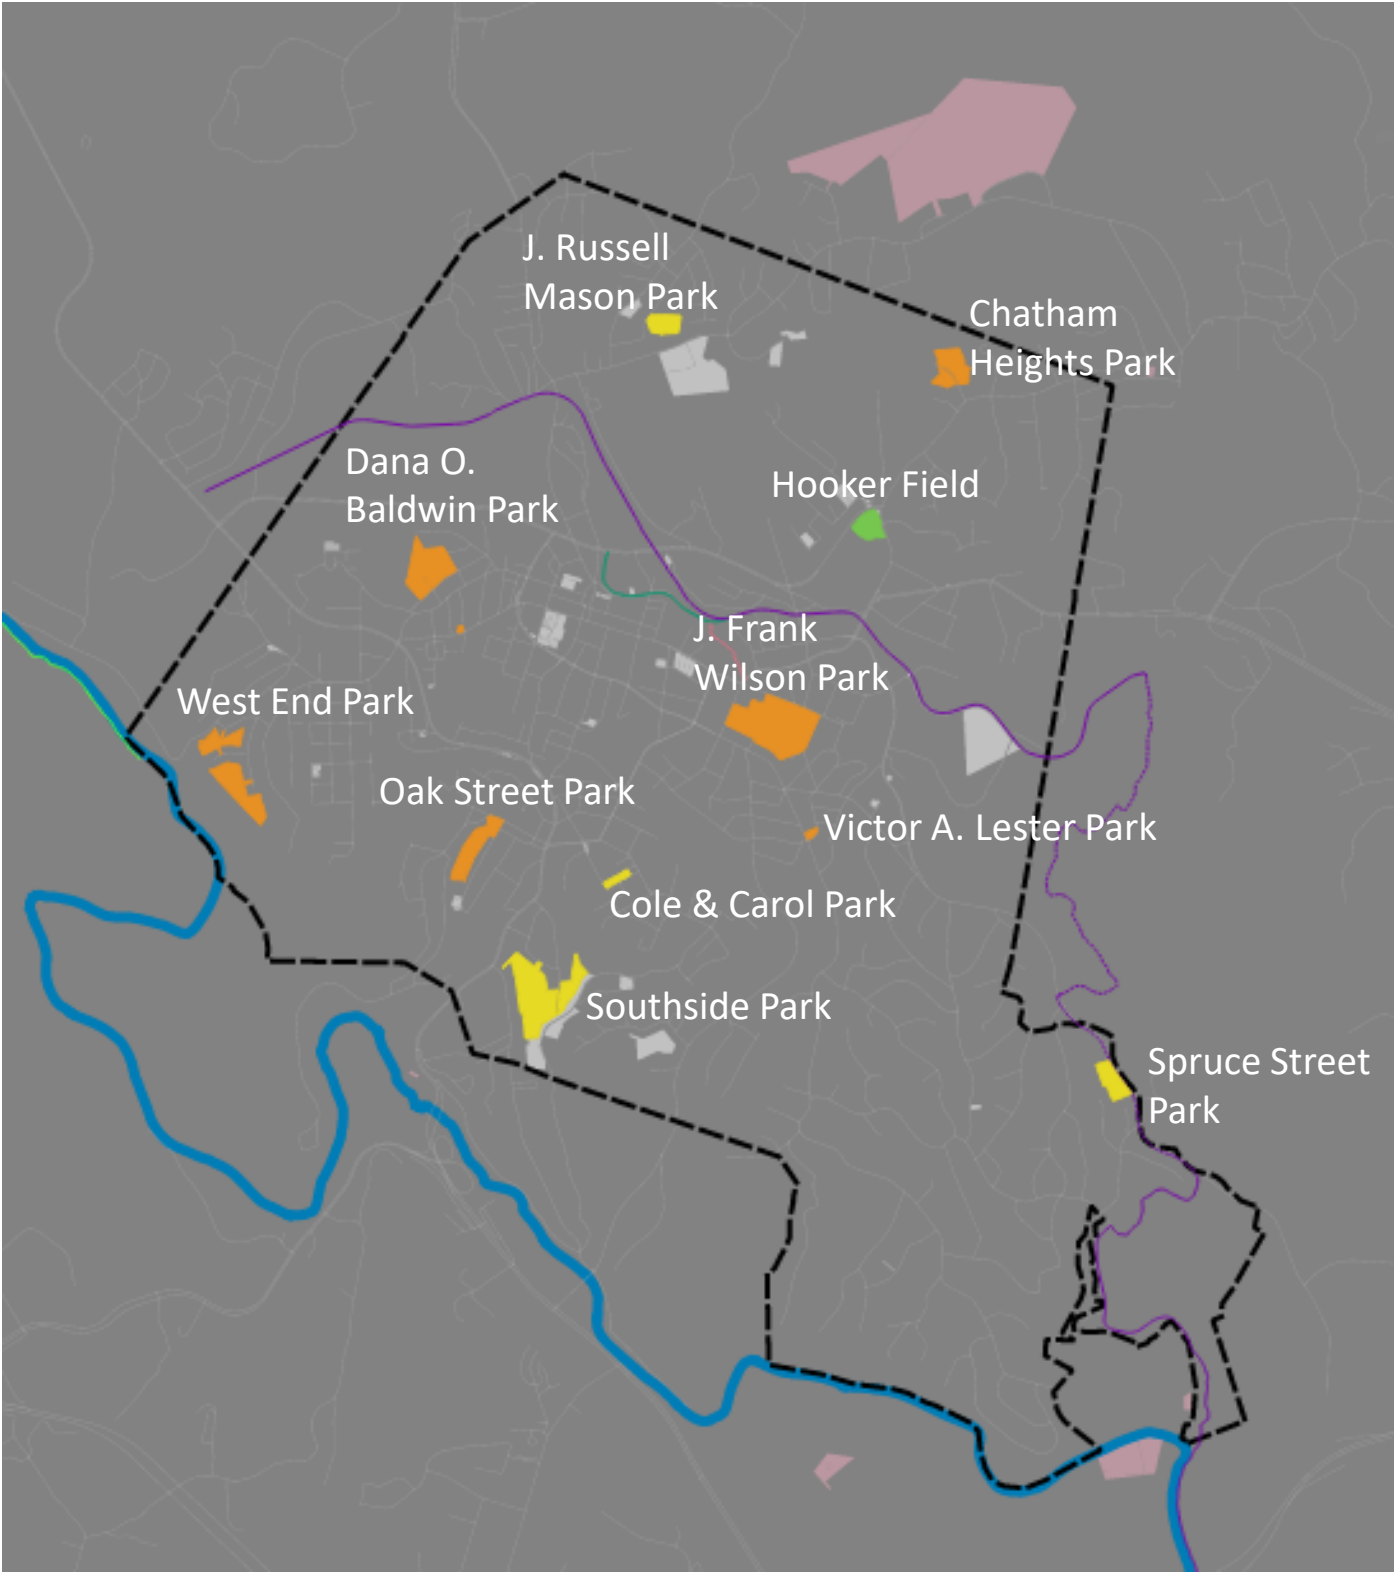 J. Russell
Mason Park
Chatham
Heights Park
Dana O.
Baldwin Park
Hooker Field
J. Frank
Wilson Park
West End Park
Oak Street Park
Victor A. Lester Park
Cole & Carol Park
Southside Park
Spruce Street
Park